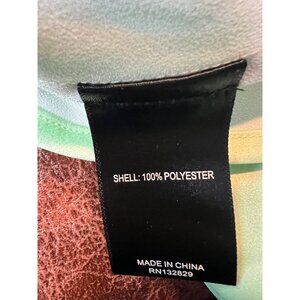 SHELL: 100% POLYESTER
MADE IN CHINA
RN132829